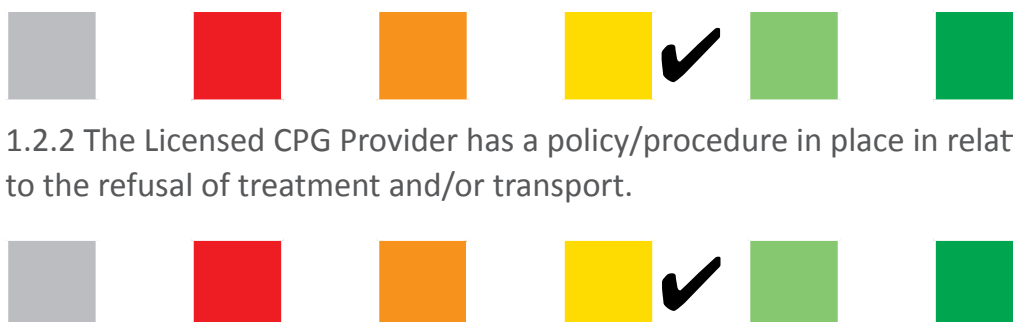 1.2.2 The Licensed CPG Provider has a policy/procedure in place in
to the refusal of treatment and/or transport.